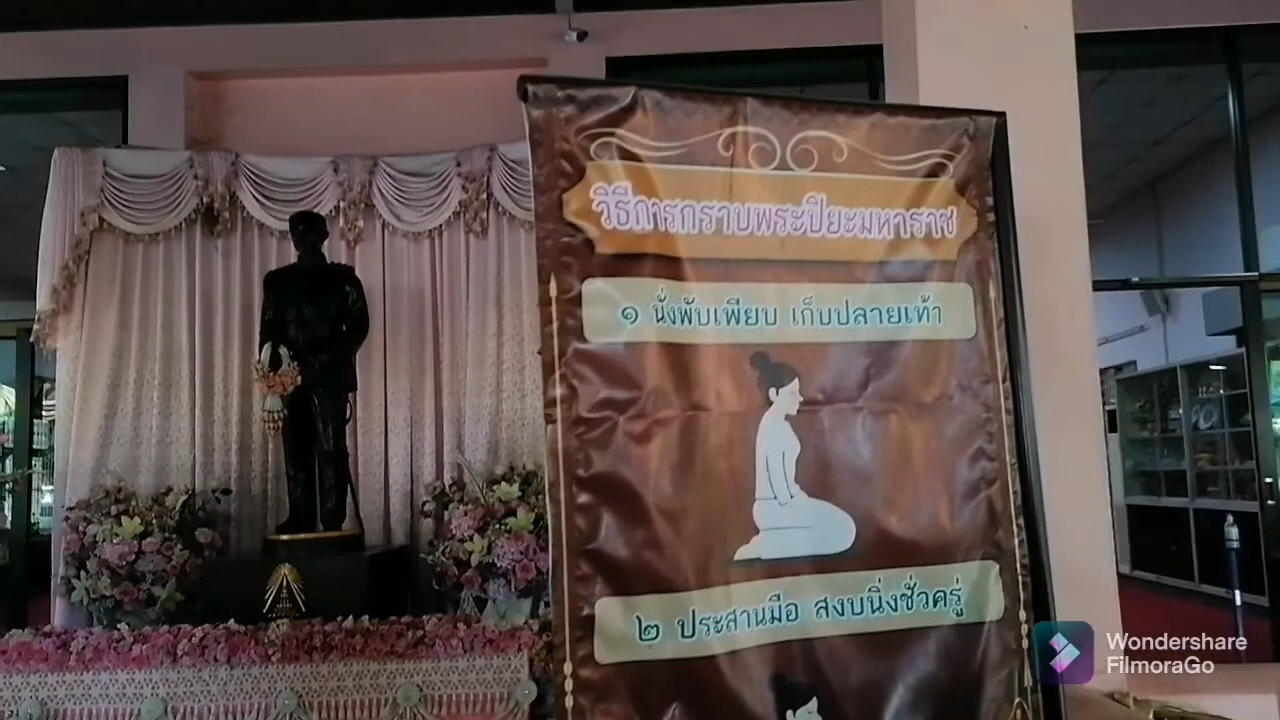 วิธีการกราบพระปิยะมหาราช
๑ นั่งพับเพียบ เก็บปลายเท้า
๒ ประสานมือ สงบนิ่งชั่วครู่
Wondershare
FilmoraGo